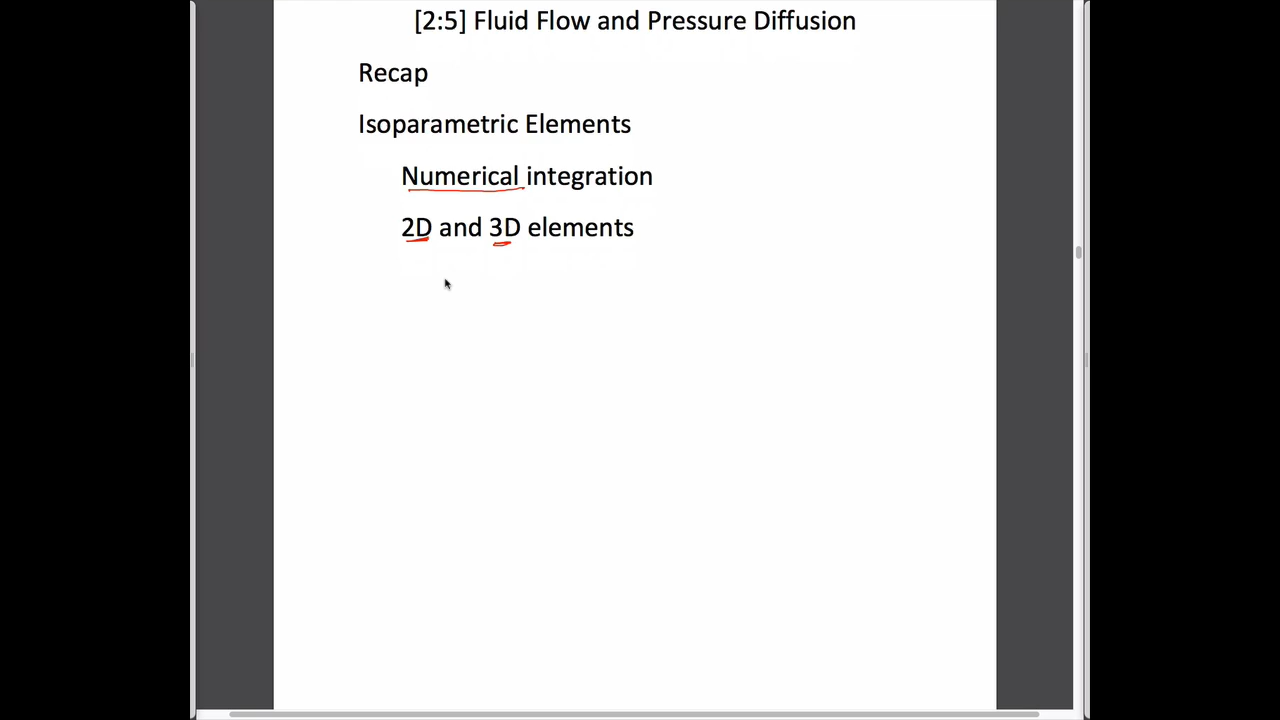 [2:5] Fluid Flow and Pressure Diffusion
Recap
Isoparametric Elements
Numerical integration
2D and 3D elements